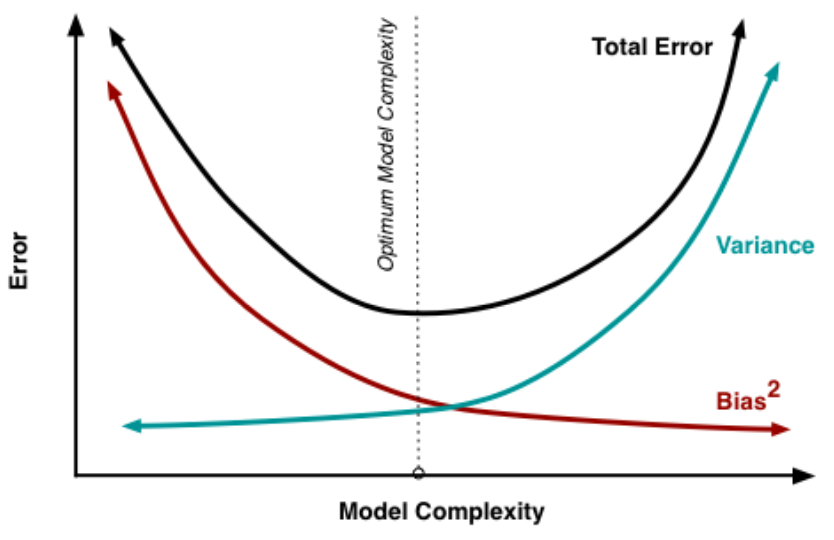 Total Error
Optimum Model Complexity
Variance
Error
Bias²
Model Complexity